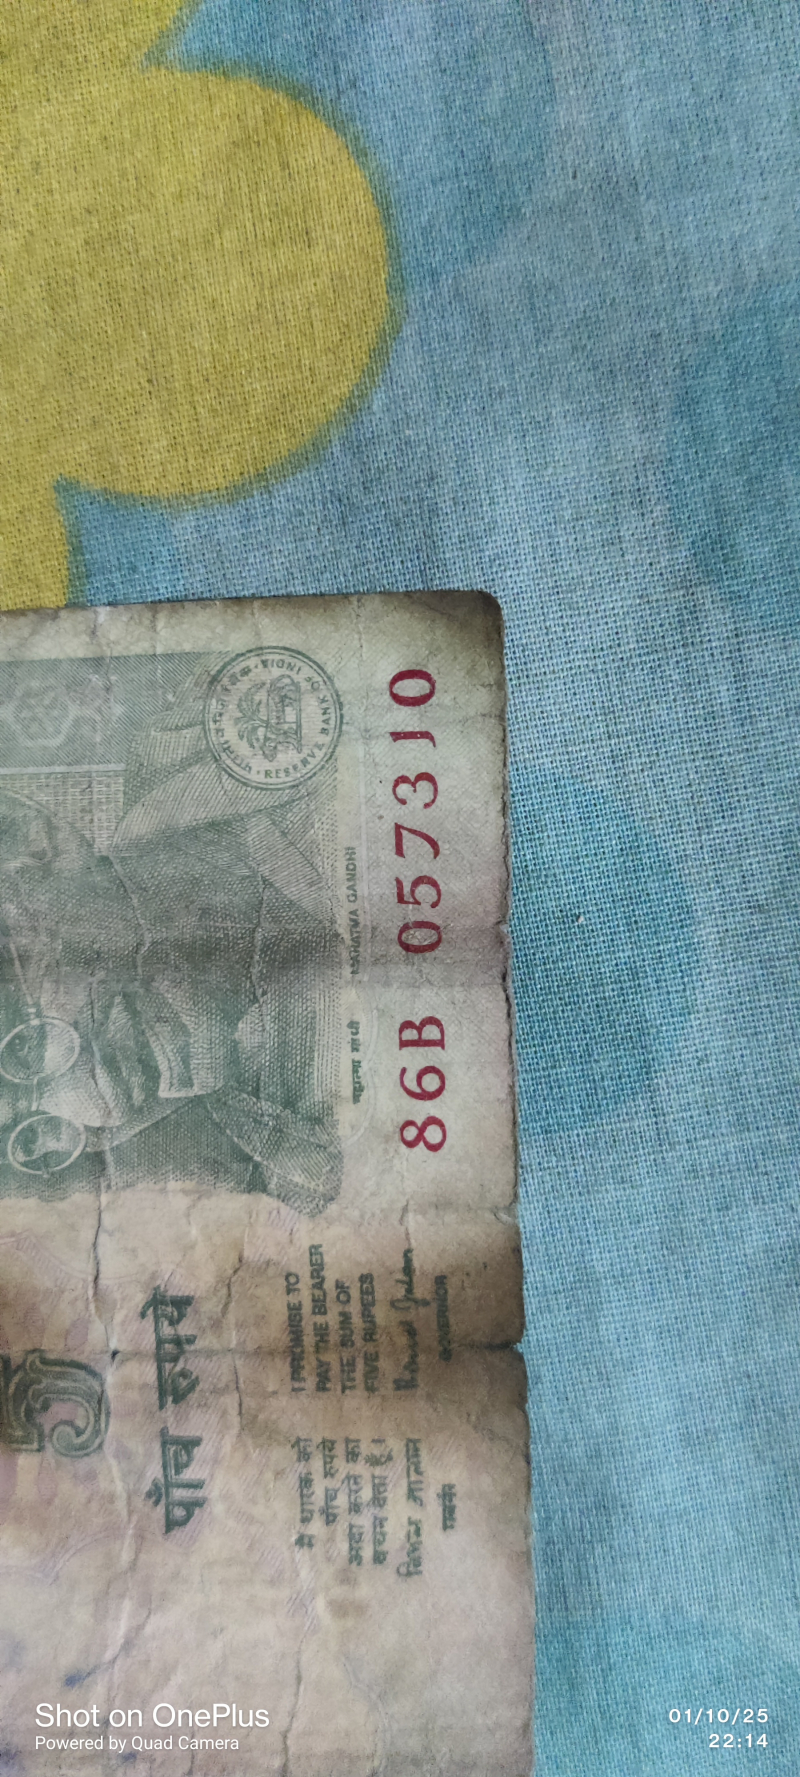 पाँच रुपये
मैं धारक को
पाँच रुपये
अदा करने का
वचन देता हूँ।
गवर्नर
I PROMISE TO
PAY THE BEARER
THE SUM OF
FIVE RUPEES
GOVERNOR
महात्मा गांधी MAHATMA GANDHI
86B 057310
RESERVE BANK OF INDIA
Shot on OnePlus
Powered by Quad Camera
01/10/25
22:14